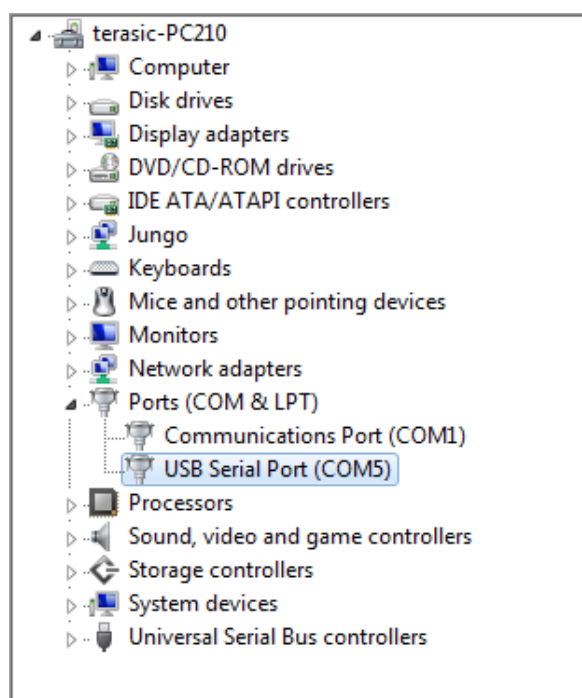 terasic-PC210
Computer
Disk drives
Display adapters
DVD/CD-ROM drives
IDE ATA/ATAPI controllers
Jungo
Keyboards
Mice and other pointing devices
Monitors
Network adapters
Ports (COM & LPT)
Communications Port (COM1)
USB Serial Port (COM5)
Processors
Sound, video and game controllers
Storage controllers
System devices
Universal Serial Bus controllers